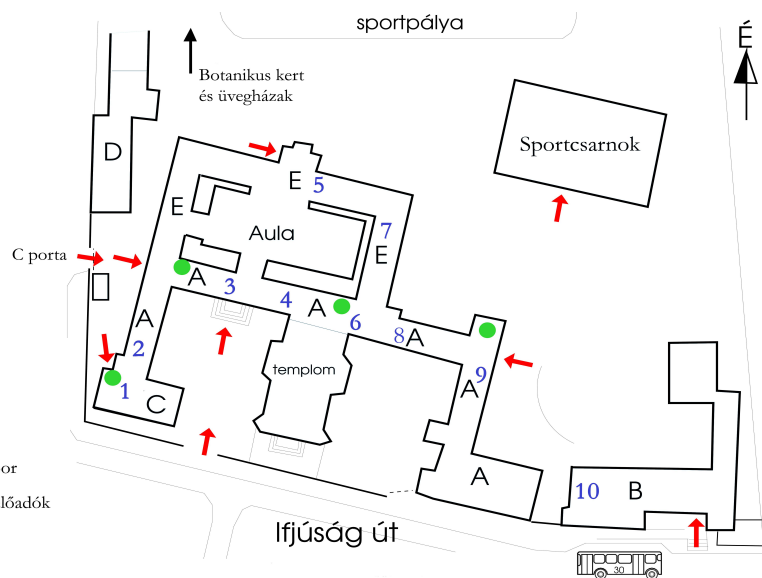 sportpálya
É
Botanikus kert
és üvegházak
Sportcsarnok
D
E
5
E
7
Aula
E
C porta
A
3
4
A
6
8
A
A
2
templom
9
A
1
C
or
lőadók
A
10
B
Ifjúság út
30